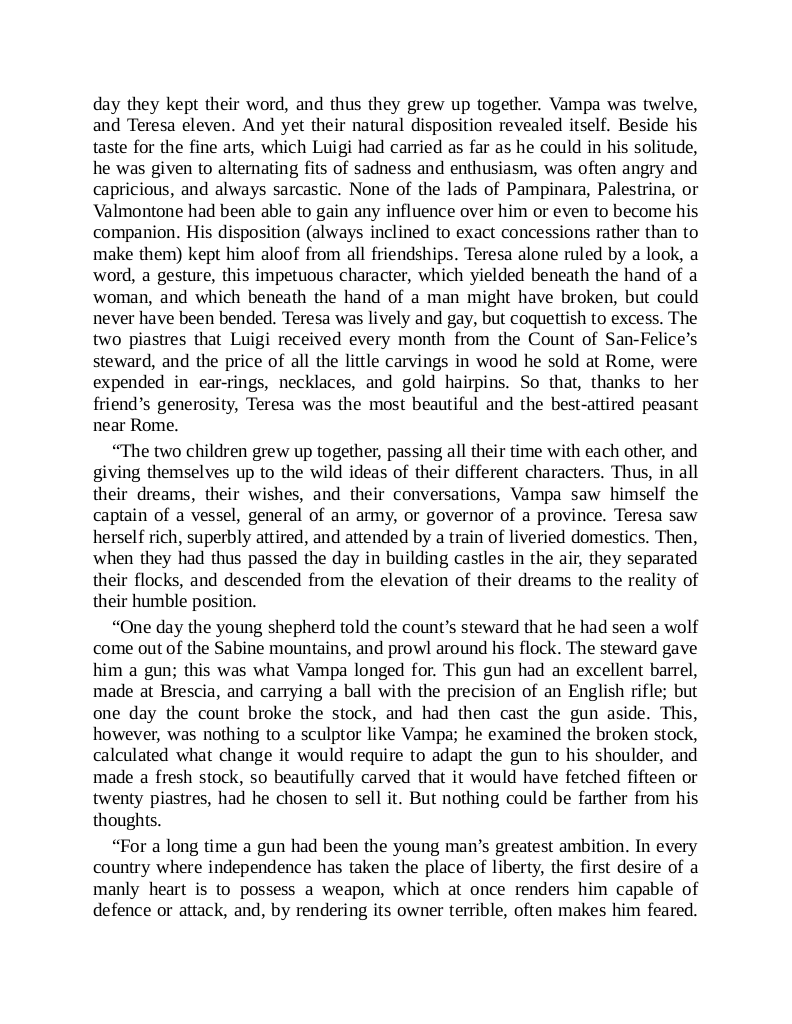 day they kept their word, and thus they grew up together. Vampa was twelve,
and Teresa eleven. And yet their natural disposition revealed itself. Beside his
taste for the fine arts, which Luigi had carried as far as he could in his solitude,
he was given to alternating fits of sadness and enthusiasm, was often angry and
capricious, and always sarcastic. None of the lads of Pampinara, Palestrina, or
Valmontone had been able to gain any influence over him or even to become his
companion. His disposition (always inclined to exact concessions rather than to
make them) kept him aloof from all friendships. Teresa alone ruled by a look, a
word, a gesture, this impetuous character, which yielded beneath the hand of a
woman, and which beneath the hand of a man might have broken, but could
never have been bended. Teresa was lively and gay, but coquettish to excess. The
two piastres that Luigi received every month from the Count of San-Felice’s
steward, and the price of all the little carvings in wood he sold at Rome, were
expended in ear-rings, necklaces, and gold hairpins. So that, thanks to her
friend’s generosity, Teresa was the most beautiful and the best-attired peasant
near Rome.
“The two children grew up together, passing all their time with each other, and
giving themselves up to the wild ideas of their different characters. Thus, in all
their dreams, their wishes, and their conversations, Vampa saw himself the
captain of a vessel, general of an army, or governor of a province. Teresa saw
herself rich, superbly attired, and attended by a train of liveried domestics. Then,
when they had thus passed the day in building castles in the air, they separated
their flocks, and descended from the elevation of their dreams to the reality of
their humble position.
“One day the young shepherd told the count’s steward that he had seen a wolf
come out of the Sabine mountains, and prowl around his flock. The steward gave
him a gun; this was what Vampa longed for. This gun had an excellent barrel,
made at Brescia, and carrying a ball with the precision of an English rifle; but
one day the count broke the stock, and had then cast the gun aside. This,
however, was nothing to a sculptor like Vampa; he examined the broken stock,
calculated what change it would require to adapt the gun to his shoulder, and
made a fresh stock, so beautifully carved that it would have fetched fifteen or
twenty piastres, had he chosen to sell it. But nothing could be farther from his
thoughts.
“For a long time a gun had been the young man’s greatest ambition. In every
country where independence has taken the place of liberty, the first desire of a
manly heart is to possess a weapon, which at once renders him capable of
defence or attack, and, by rendering its owner terrible, often makes him feared.